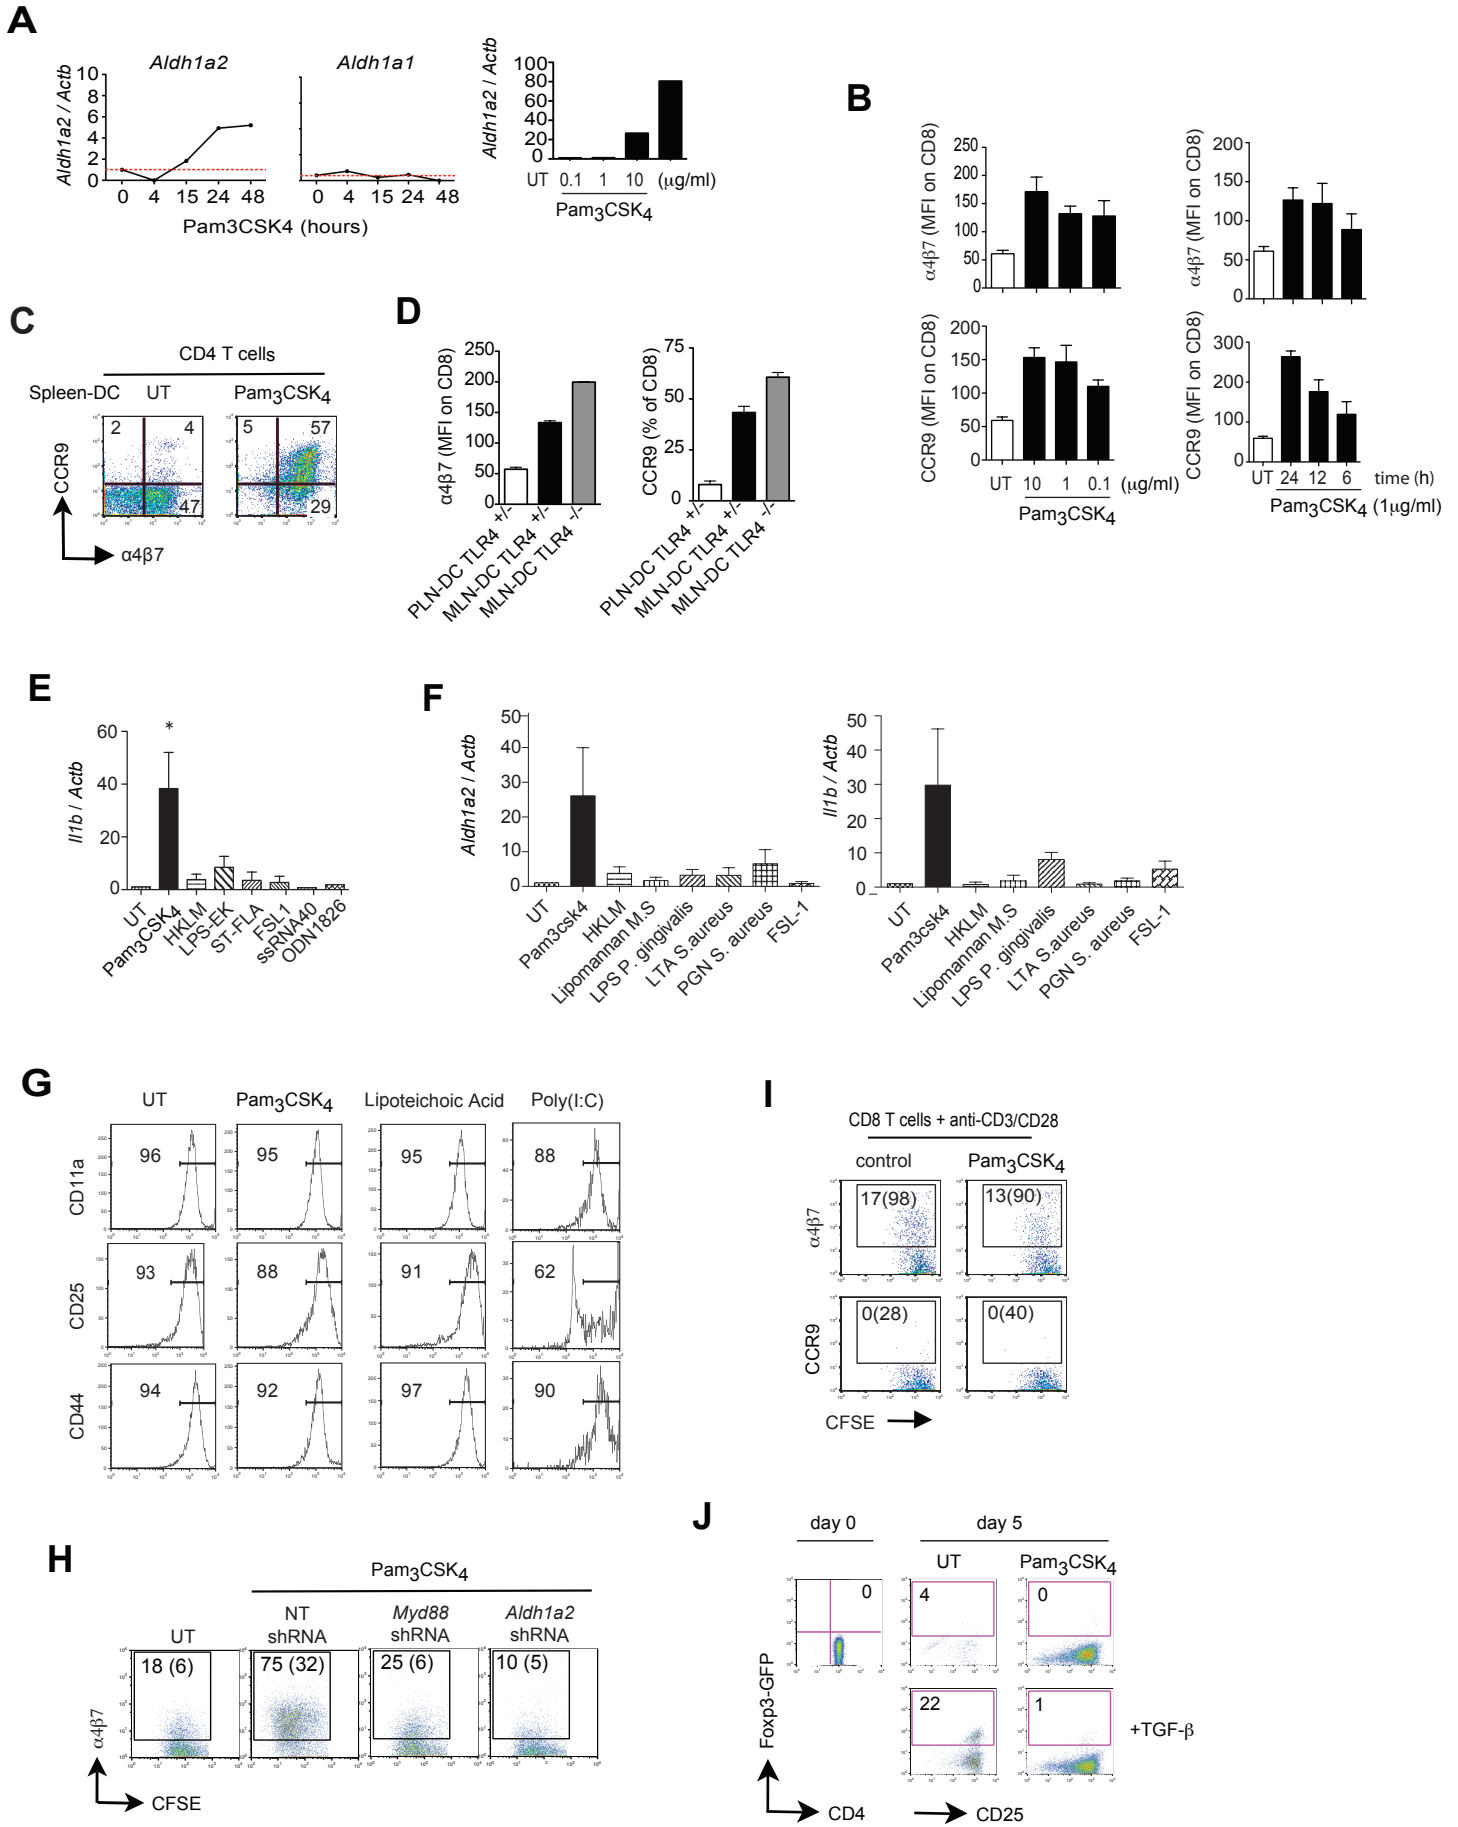 A
Aldh1a2
Aldh1a1
Aldh1a2 / Actb
10
8
6
4
2
0
0 4 15 24 48
0 4 15 24 48
Pam3CSK4 (hours)
Aldh1a2 / Actb
100
80
60
40
20
0
UT 0.1 1 10 (μg/ml)
Pam3CSK4
B
α4β7 (MFI on CD8)
250
200
150
100
50
0
α4β7 (MFI on CD8)
200
150
100
50
0
CCR9 (MFI on CD8)
200
150
100
50
0
UT 10 1 0.1 (μg/ml)
Pam3CSK4
CCR9 (MFI on CD8)
300
200
100
0
UT 24 12 6 time (h)
Pam3CSK4 (1μg/ml)
C
CD4 T cells
Spleen-DC UT Pam3CSK4
2 4
47
5 57
29
CCR9
α4β7
D
α4β7 (MFI on CD8)
250
200
150
100
50
0
PLN-DC TLR4 +/-
MLN-DC TLR4 +/-
MLN-DC TLR4 -/-
CCR9 (% of CD8)
75
50
25
0
PLN-DC TLR4 +/-
MLN-DC TLR4 +/-
MLN-DC TLR4 -/-
E
Il1b / Actb
60
40
20
0
*
UT
Pam3CSK4
HKLM
LPS-EK
ST-FLA
FSL1
ssRNA40
ODN1826
F
Aldh1a2 / Actb
50
40
30
20
10
0
UT
Pam3csk4
HKLM
Lipomannan M.S
LPS P. gingivalis
LTA S.aureus
PGN S. aureus
FSL-1
Il1b / Actb
50
40
30
20
10
0
UT
Pam3csk4
HKLM
Lipomannan M.S
LPS P. gingivalis
LTA S.aureus
PGN S. aureus
FSL-1
G
UT Pam3CSK4 Lipoteichoic Acid Poly(I:C)
CD11a
96 95 95 88
CD25
93 88 91 62
CD44
94 92 97 90
I
CD8 T cells + anti-CD3/CD28
control Pam3CSK4
α4β7
17(98) 13(90)
CCR9
0(28) 0(40)
CFSE
H
Pam3CSK4
UT
NT shRNA
Myd88 shRNA
Aldh1a2 shRNA
18 (6) 75 (32) 25 (6) 10 (5)
α4β7
CFSE
J
day 0 day 5
UT Pam3CSK4
0 4 0
22 1
+TGF-β
Foxp3-GFP
CD4
CD25